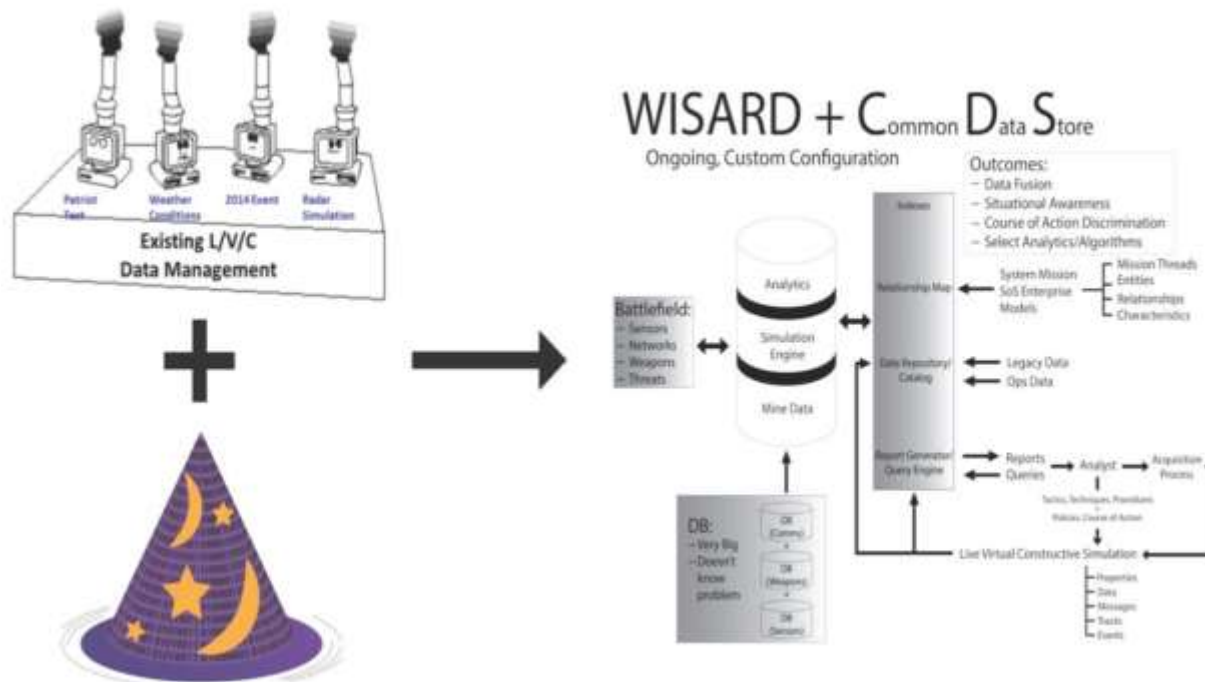 Patriot
Test
Weather
Conditions
2014 Event
Radar
Simulation
Existing L/V/C
Data Management
WISARD + Common Data Store
Ongoing, Custom Configuration
Outcomes:
– Data Fusion
– Situational Awareness
– Course of Action Discrimination
– Select Analytics/Algorithms
Indexes
Relationship Map
Data Repository/
Catalog
Report Generator/
Query Engine
Analytics
Simulation
Engine
Mine Data
Battlefield:
– Sensors
– Networks
– Weapons
– Threats
System Mission
SoS Enterprise
Models
Mission Threads
Entities
Relationships
Characteristics
Legacy Data
Ops Data
Reports
Queries
Analyst
Acquisition
Process
Tactics, Techniques, Procedures
+
Policies, Course of Action
Live Virtual Constructive Simulation
Properties
Data
Messages
Tracts
Events
DB:
– Very Big
– Doesn't
know
problem
DB
(Comms)
+
DB
(Weapons)
+
DB
(Sensors)